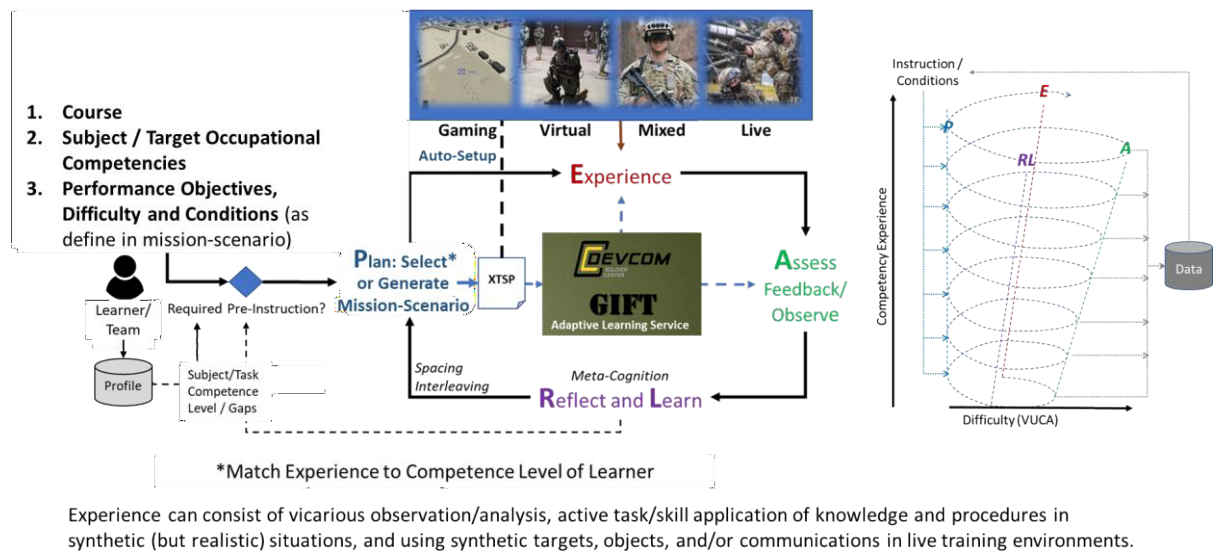 1. Course
2. Subject / Target Occupational
Competencies
3. Performance Objectives,
Difficulty and Conditions (as
define in mission-scenario)
Gaming Virtual Mixed Live
Auto-Setup
Experience
Plan: Select*
or Generate
Mission-Scenario
XTSP
DEVCOM
SOLDIER
CENTER
GIFT
Adaptive Learning Service
Assess
Feedback/
Observe
Learner/
Team
Required Pre-Instruction?
Profile
Subject/Task
Competence
Level / Gaps
Spacing
Interleaving
Meta-Cognition
Reflect and Learn
*Match Experience to Competence Level of Learner
Instruction /
Conditions
E
P
RL
A
Competency Experience
Data
Difficulty (VUCA)
Experience can consist of vicarious observation/analysis, active task/skill application of knowledge and procedures in
synthetic (but realistic) situations, and using synthetic targets, objects, and/or communications in live training environments.